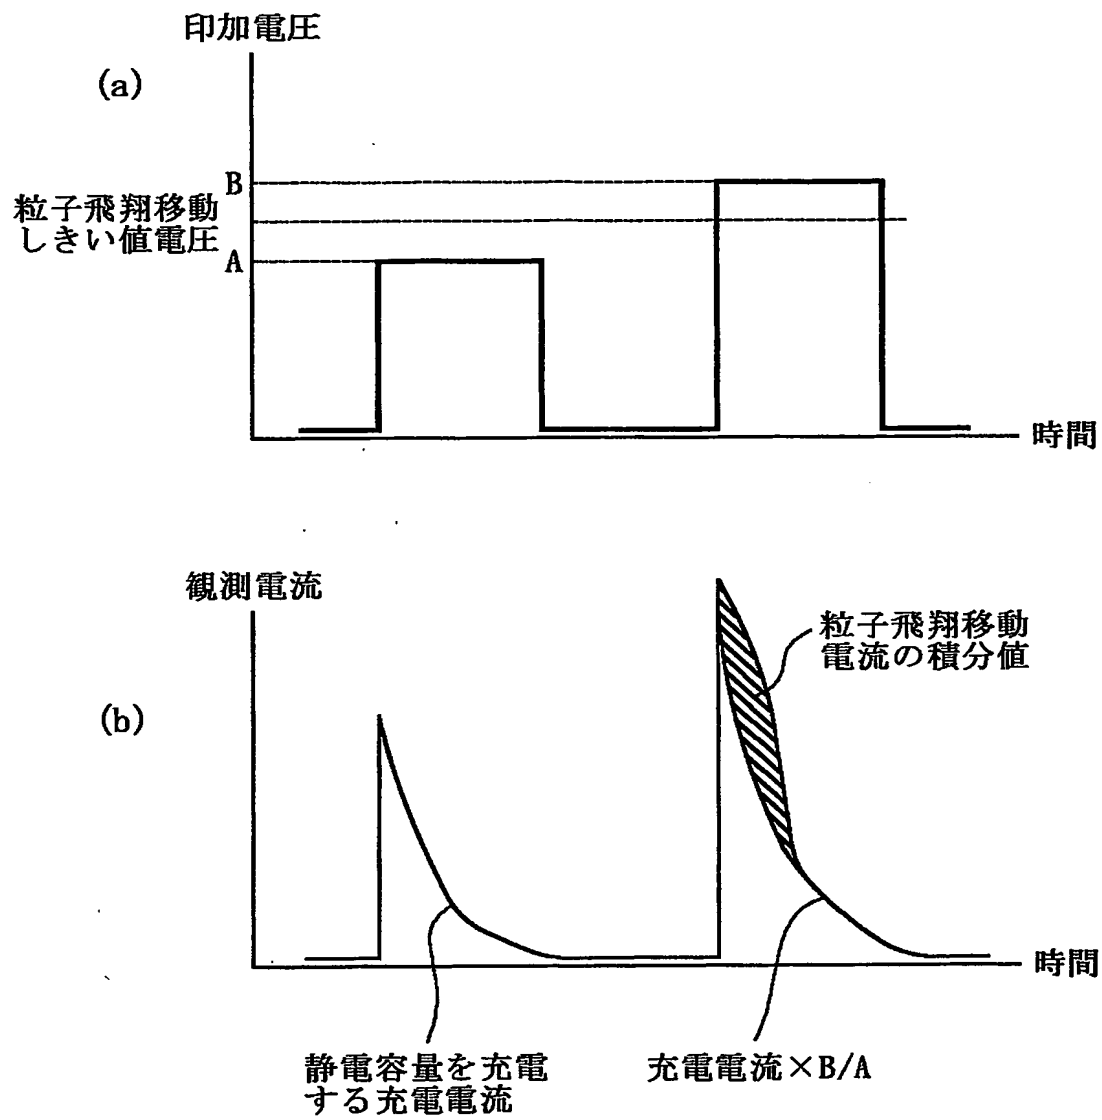 印加電圧
(a)
B
粒子飛翔移動
しきい値電圧
A
時間
観測電流
粒子飛翔移動
電流の積分値
(b)
時間
静電容量を充電
する充電電流
充電電流×B/A